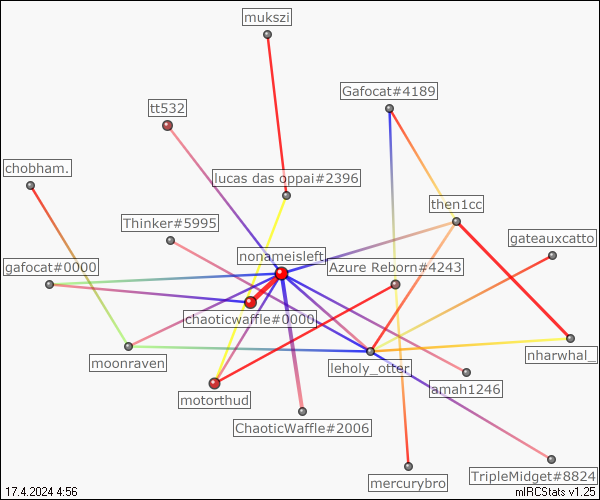 mukszi
Gafocat#4189
tt532
chobham.
lucas das oppai#2396
then1cc
Thinker#5995
gateauxcatto
nonameisleft
gafocat#0000
Azure Reborn#4243
chaoticwaffle#0000
nharwhal_
moonraven
leholy_otter
amah1246
motorthud
ChaoticWaffle#2006
TripleMidget#8824
mercurybro
17.4.2024 4:56
mIRCStats v1.25